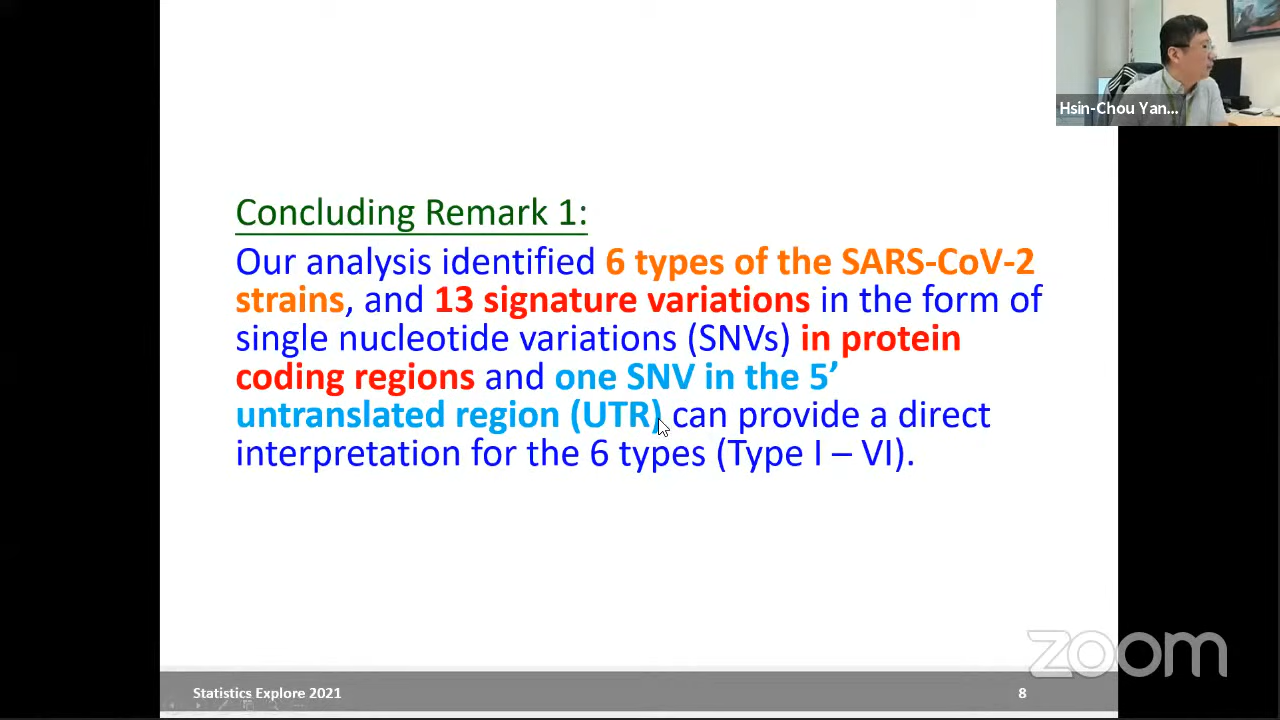 Hsin-Chou Yan...
Concluding Remark 1:
Our analysis identified 6 types of the SARS-CoV-2
strains, and 13 signature variations in the form of
single nucleotide variations (SNVs) in protein
coding regions and one SNV in the 5’
untranslated region (UTR) can provide a direct
interpretation for the 6 types (Type I – VI).
zoom
Statistics Explore 2021
8